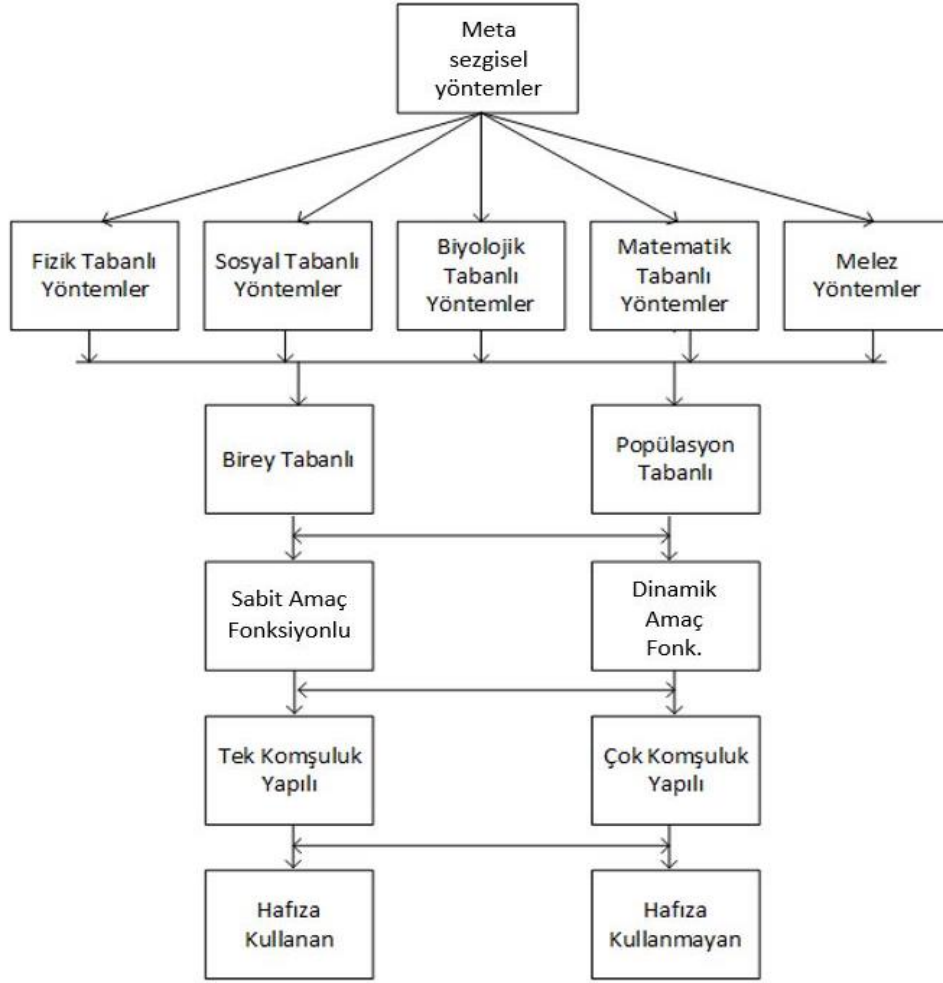 Meta
sezgisel
yöntemler
Fizik Tabanlı
Yöntemler
Sosyal Tabanlı
Yöntemler
Biyolojik
Tabanlı
Yöntemler
Matematik
Tabanlı
Yöntemler
Melez
Yöntemler
Birey Tabanlı
Popülasyon
Tabanlı
Sabit Amaç
Fonksiyonlu
Dinamik
Amaç
Fonk.
Tek Komşuluk
Yapılı
Çok Komşuluk
Yapılı
Hafıza
Kullanan
Hafıza
Kullanmayan